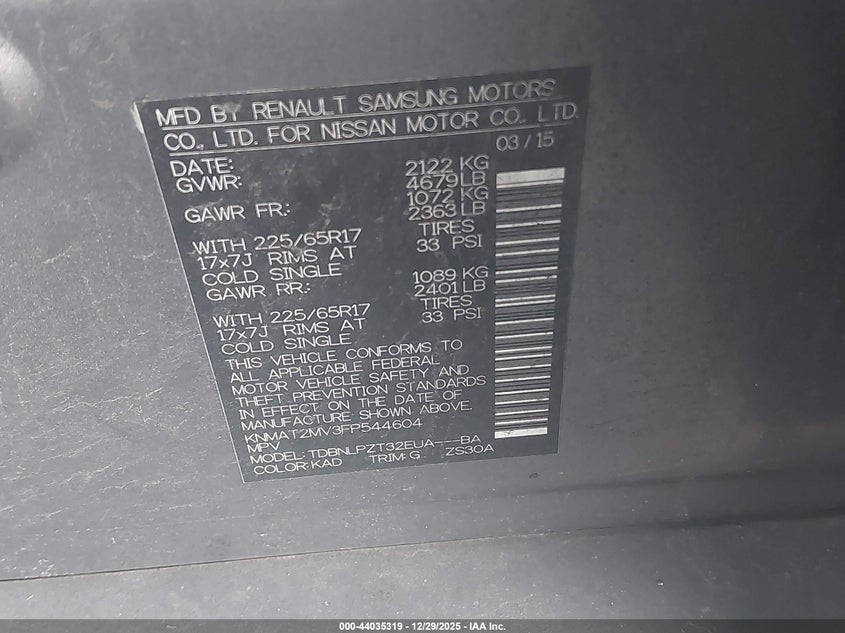 MFD BY RENAULT SAMSUNG MOTORS
CO., LTD. FOR NISSAN MOTOR CO., LTD.
DATE: 03/15
GVWR: 2122 KG
4679 LB
GAWR FR.: 1072 KG
2363 LB
WITH 225/65R17 TIRES
17x7J RIMS AT 33 PSI
COLD SINGLE
GAWR RR.: 1089 KG
2401 LB
WITH 225/65R17 TIRES
17x7J RIMS AT 33 PSI
COLD SINGLE
THIS VEHICLE CONFORMS TO
ALL APPLICABLE FEDERAL
MOTOR VEHICLE SAFETY AND
THEFT PREVENTION STANDARDS
IN EFFECT ON THE DATE OF
MANUFACTURE SHOWN ABOVE.
KNMAT2MV3FP544604
MPV
MODEL: TDBNLPZT32EUA---BA
COLOR: KAD TRIM: G ZS30A
000-44035319 - 12/29/2025 - IAA Inc.